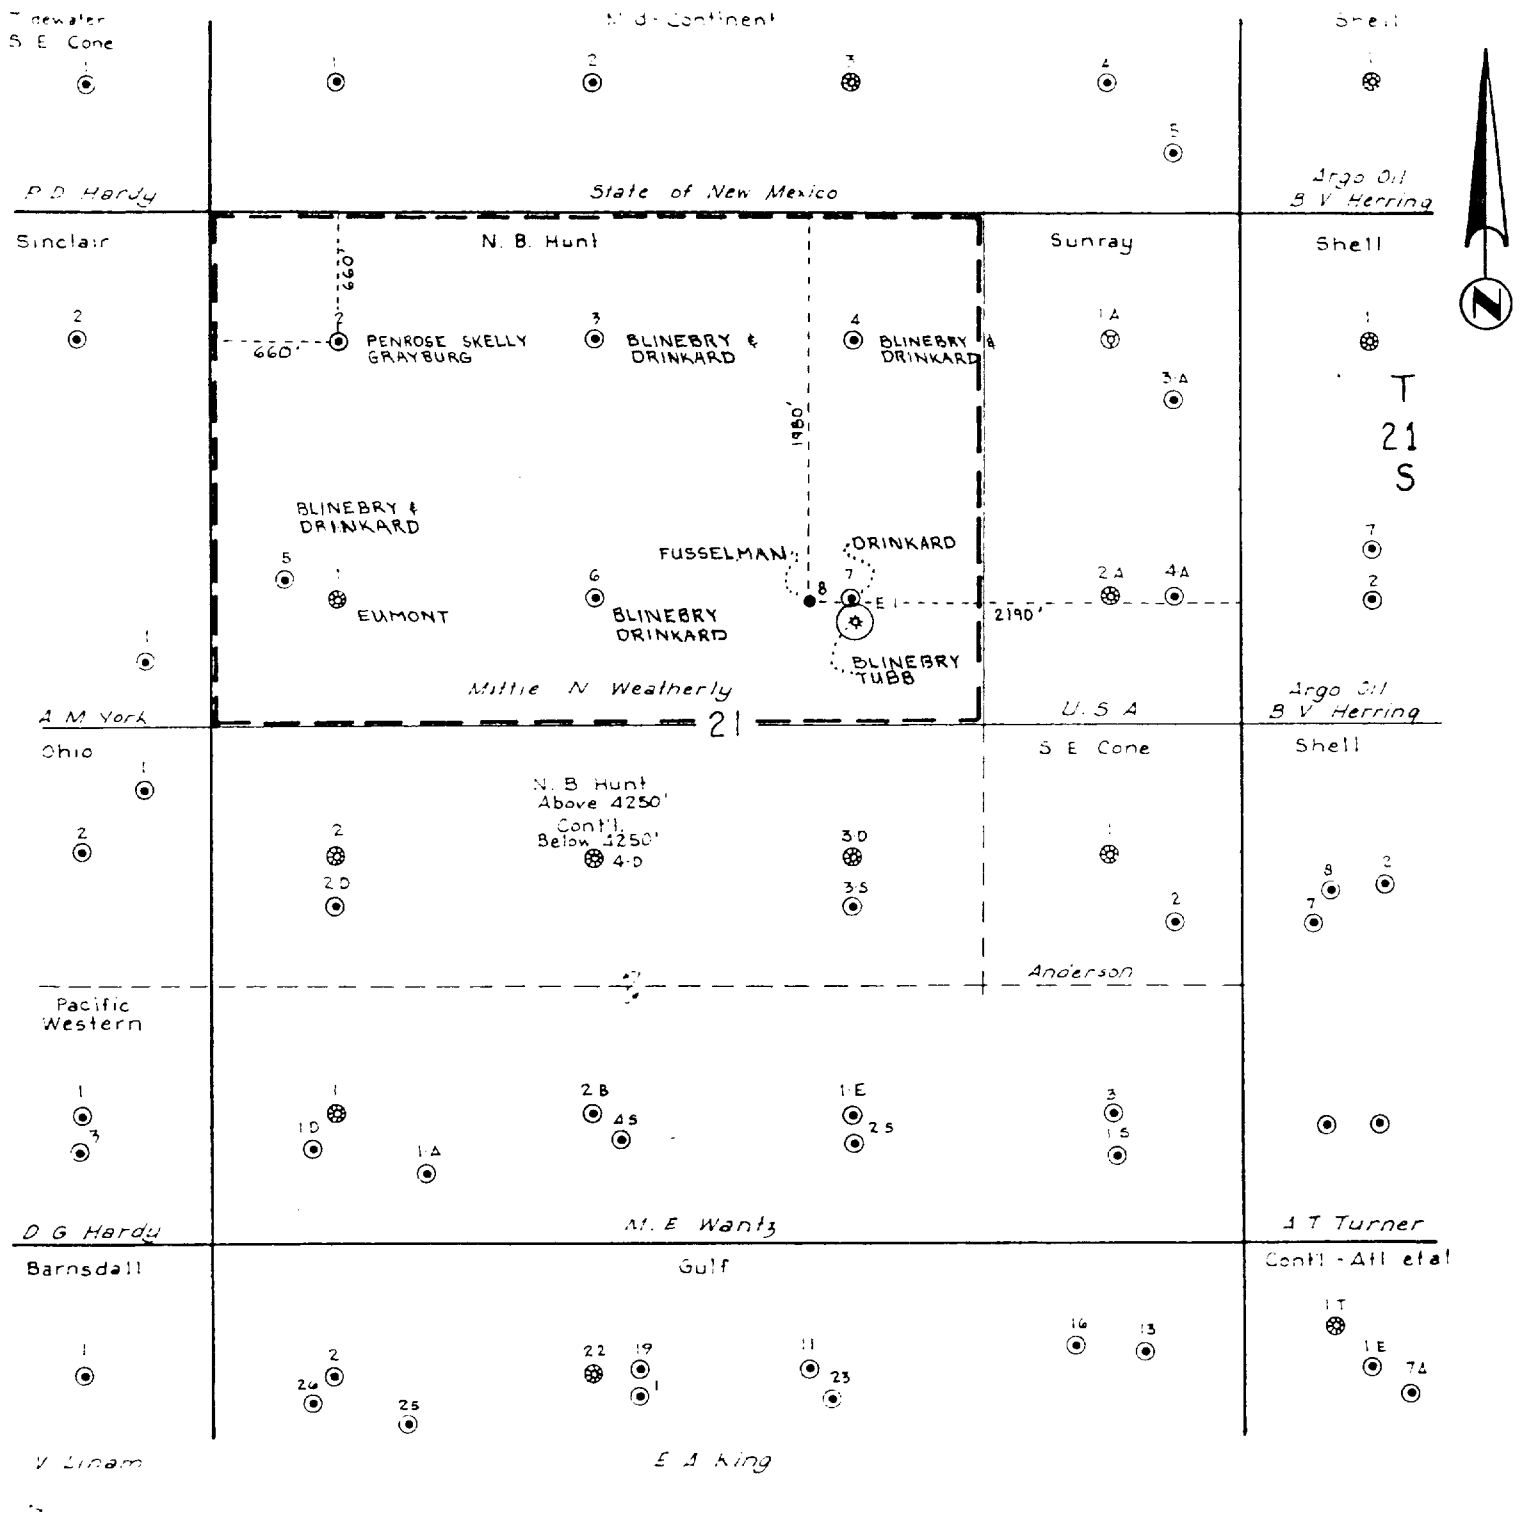 S E Cone
Continent
Shell
1
1
2
3
4
1
5
P D Hardy
State of New Mexico
Argo Oil
B V Herring
Sinclair
N. B. Hunt
Sunray
Shell
660'
N
2
2
3
4
1 A
1
660'
PENROSE SKELLY
GRAYBURG
BLINEBRY &
DRINKARD
BLINEBRY &
DRINKARD
3-A
T
21
S
1980'
BLINEBRY &
DRINKARD
FUSSELMAN
DRINKARD
7
5
1
6
8
7
E 1
2 A
4-A
2
EUMONT
BLINEBRY
DRINKARD
2190'
1
BLINEBRY
TUBB
Mittie N Weatherly
A M York
21
U.S A
Argo Oil
B V Herring
Ohio
S E Cone
Shell
1
N. B Hunt
Above 4250'
Cont'l.
Below 4250'
2
2
4-D
3-D
1
2 D
3-S
2
8
2
7
Anderson
Pacific
Western
1
1
2 B
1-E
3
3
1 D
1-A
4S
2 S
1 S
D G Hardy
M. E Wantz
A T Turner
Barnsdall
Gulf
Cont'l - Atl et al
1 T
1
2
22
19
11
16
13
1 E
26
25
1
23
7A
V Linam
E A King